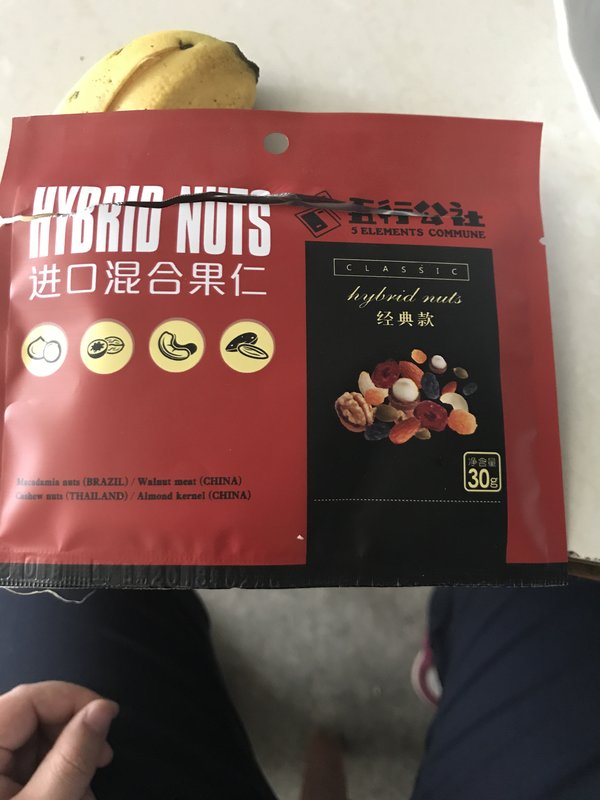 HYBRID NUTS
进口混合果仁
五行公社
5 ELEMENTS COMMUNE
CLASSIC
hybrid nuts
经典款
净含量
30g
Macadamia nuts (BRAZIL) / Walnut meat (CHINA)
Cashew nuts (THAILAND) / Almond kernel (CHINA)